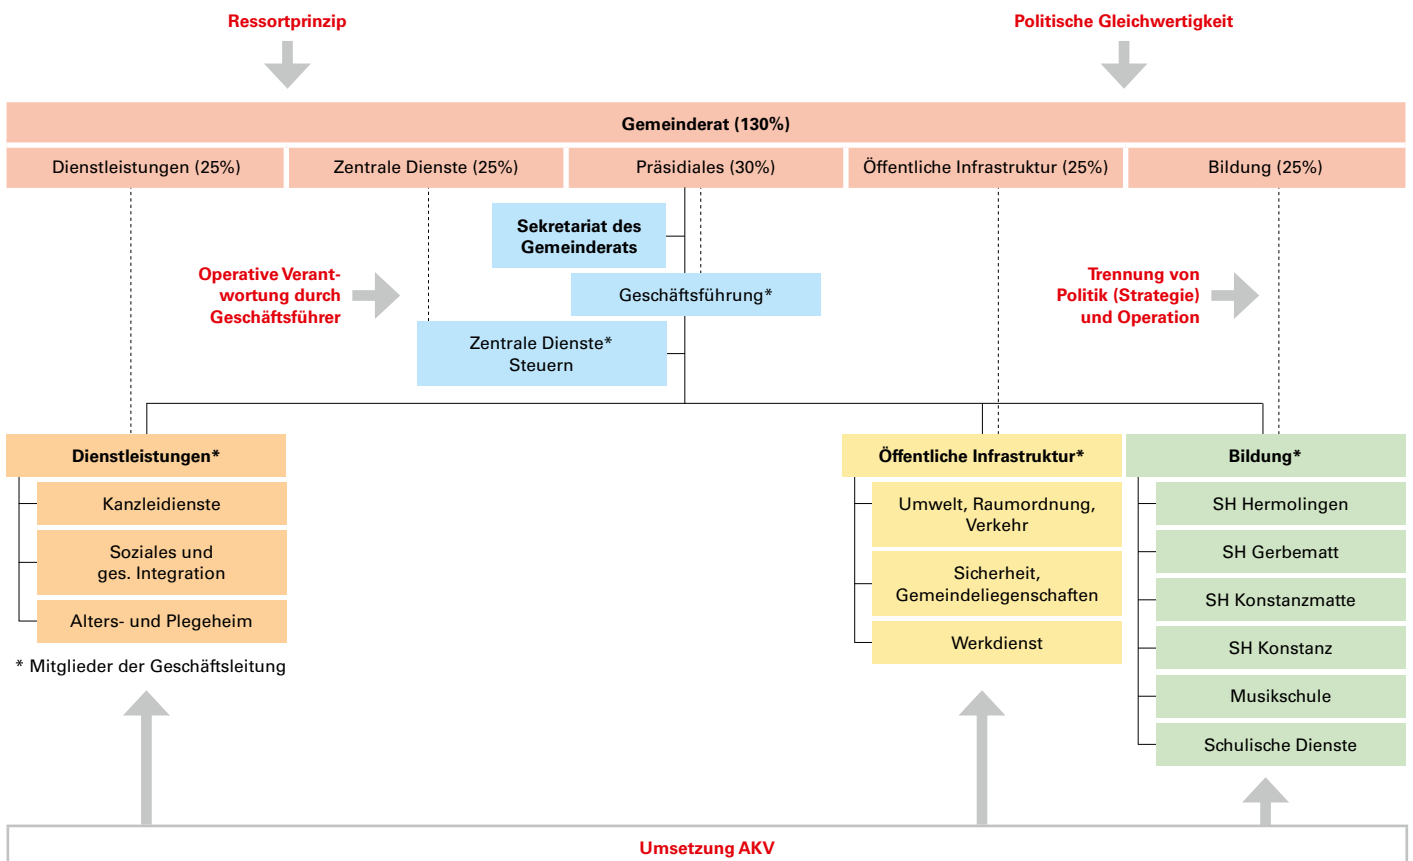 Ressortprinzip
Politische Gleichwertigkeit
Gemeinderat (130%)
Dienstleistungen (25%)
Zentrale Dienste (25%)
Präsidiales (30%)
Öffentliche Infrastruktur (25%)
Bildung (25%)
Sekretariat des
Gemeinderats
Operative Verant-
wortung durch
Geschäftsführer
Geschäftsführung*
Trennung von
Politik (Strategie)
und Operation
Zentrale Dienste*
Steuern
Dienstleistungen*
Kanzleidienste
Soziales und
ges. Integration
Alters- und Plegeheim
* Mitglieder der Geschäftsleitung
Öffentliche Infrastruktur*
Umwelt, Raumordnung,
Verkehr
Sicherheit,
Gemeindeliegenschaften
Werkdienst
Bildung*
SH Hermolingen
SH Gerbematt
SH Konstanzmatte
SH Konstanz
Musikschule
Schulische Dienste
Umsetzung AKV